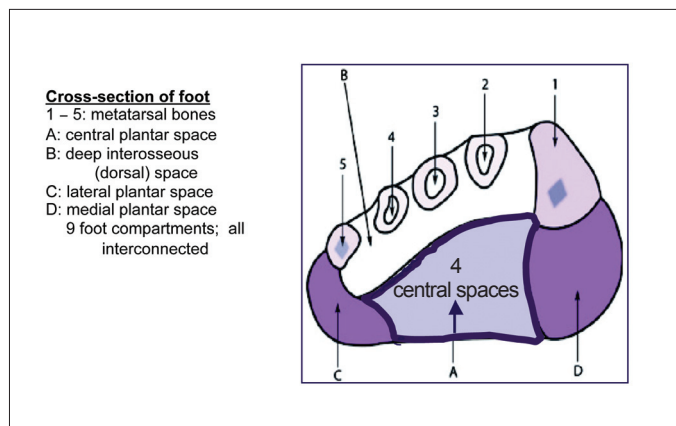 Cross-section of foot
1 – 5: metatarsal bones
A: central plantar space
B: deep interosseous
(dorsal) space
C: lateral plantar space
D: medial plantar space
9 foot compartments; all
interconnected
B
1
2
3
4
5
4
central spaces
C
A
D